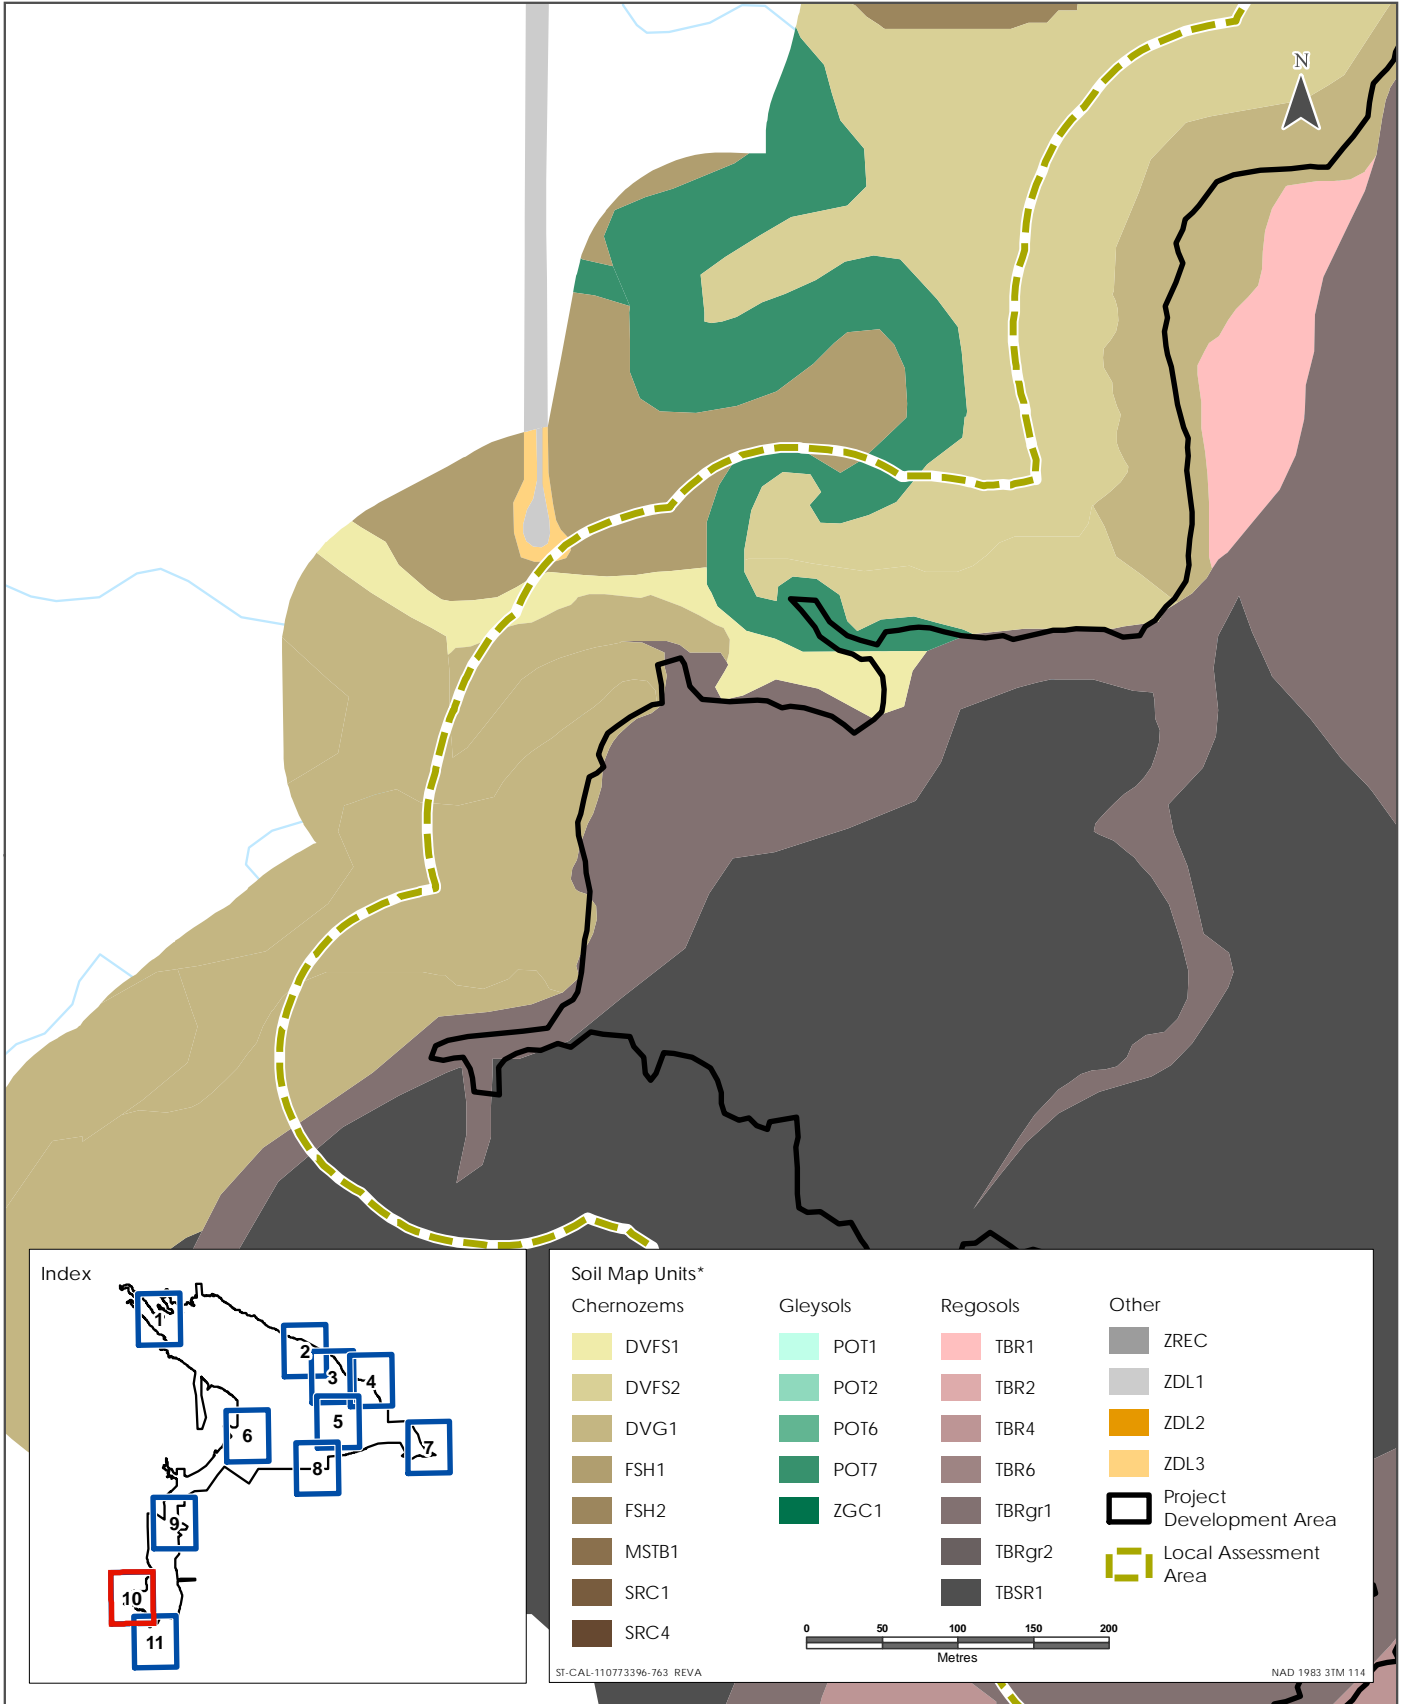 N
Index
1
2
3
4
5
6
7
8
9
10
11
Soil Map Units*
Chernozems
DVFS1
DVFS2
DVG1
FSH1
FSH2
MSTB1
SRC1
SRC4
Gleysols
POT1
POT2
POT6
POT7
ZGC1
Regosols
TBR1
TBR2
TBR4
TBR6
TBRgr1
TBRgr2
TBSR1
Other
ZREC
ZDL1
ZDL2
ZDL3
Project
Development Area
Local Assessment
Area
0 50 100 150 200
Metres
ST-CAL-110773396-763 REVA
NAD 1983 3TM 114